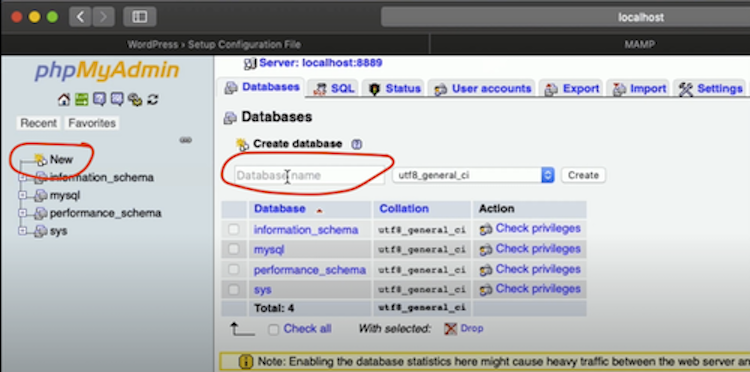 localhost
WordPress › Setup Configuration File
MAMP
phpMyAdmin
Recent Favorites
New
information_schema
mysql
performance_schema
sys
Server: localhost:8889
Databases SQL Status User accounts Export Import Settings
Databases
Create database
Database name utf8_general_ci Create
Database Collation Action
information_schema utf8_general_ci Check privileges
mysql utf8_general_ci Check privileges
performance_schema utf8_general_ci Check privileges
sys utf8_general_ci Check privileges
Total: 4 utf8_general_ci
Check all With selected: Drop
Note: Enabling the database statistics here might cause heavy traffic between the web server an